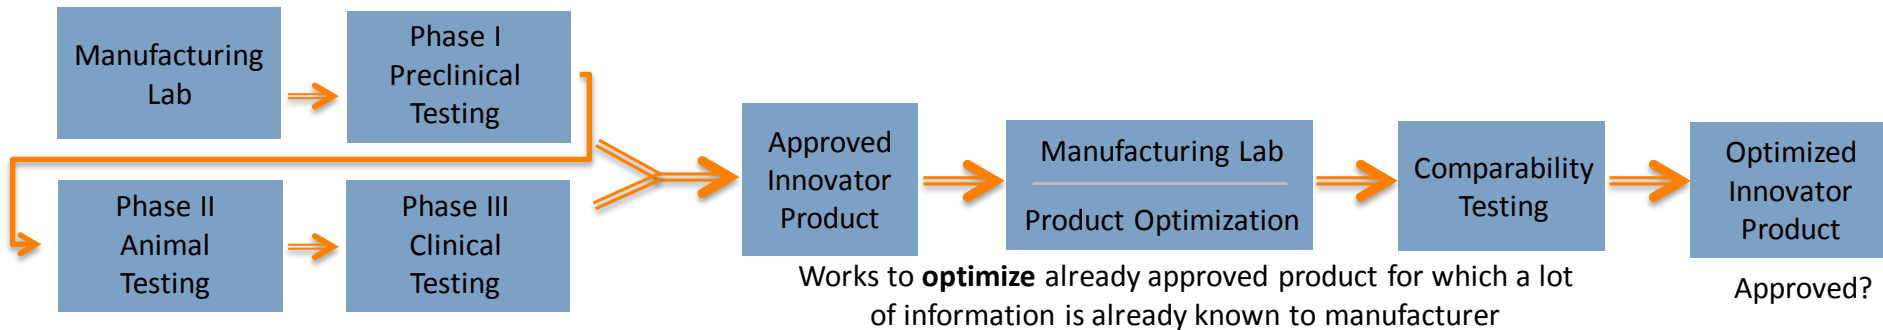 Manufacturing
Lab
Phase I
Preclinical
Testing
Phase II
Animal
Testing
Phase III
Clinical
Testing
Approved
Innovator
Product
Manufacturing Lab
Product Optimization
Comparability
Testing
Optimized
Innovator
Product
Works to optimize already approved product for which a lot
of information is already known to manufacturer
Approved?